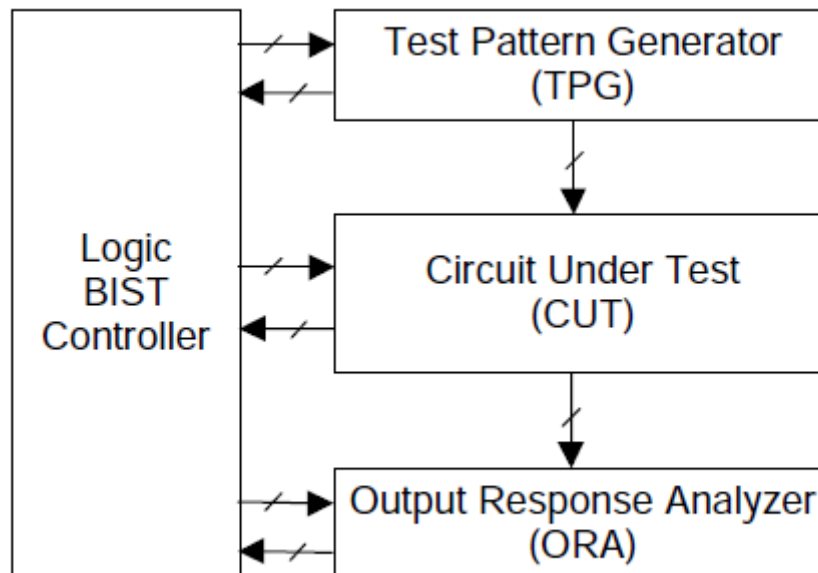 Test Pattern Generator
(TPG)
Logic
BIST
Controller
Circuit Under Test
(CUT)
Output Response Analyzer
(ORA)